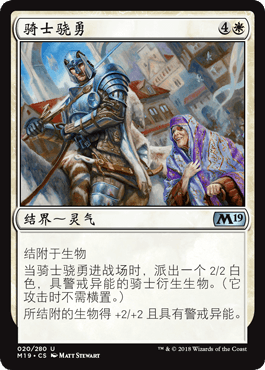 骑士骁勇 4
结界～灵气 M19
结附于生物
当骑士骁勇进战场时，派出一个 2/2 白
色，具警戒异能的骑士衍生生物。（它
攻击时不需横置。）
所结附的生物得 +2/+2 且具有警戒异能。
020/280 U
M19 • CS MATT STEWART
™ & © 2018 Wizards of the Coast